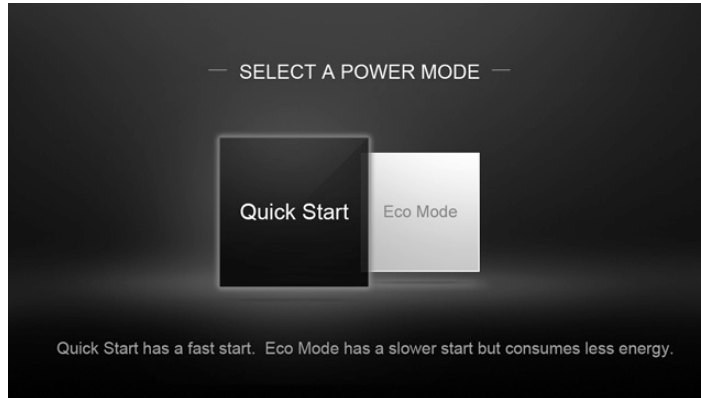 SELECT A POWER MODE
Quick Start
Eco Mode
Quick Start has a fast start. Eco Mode has a slower start but consumes less energy.